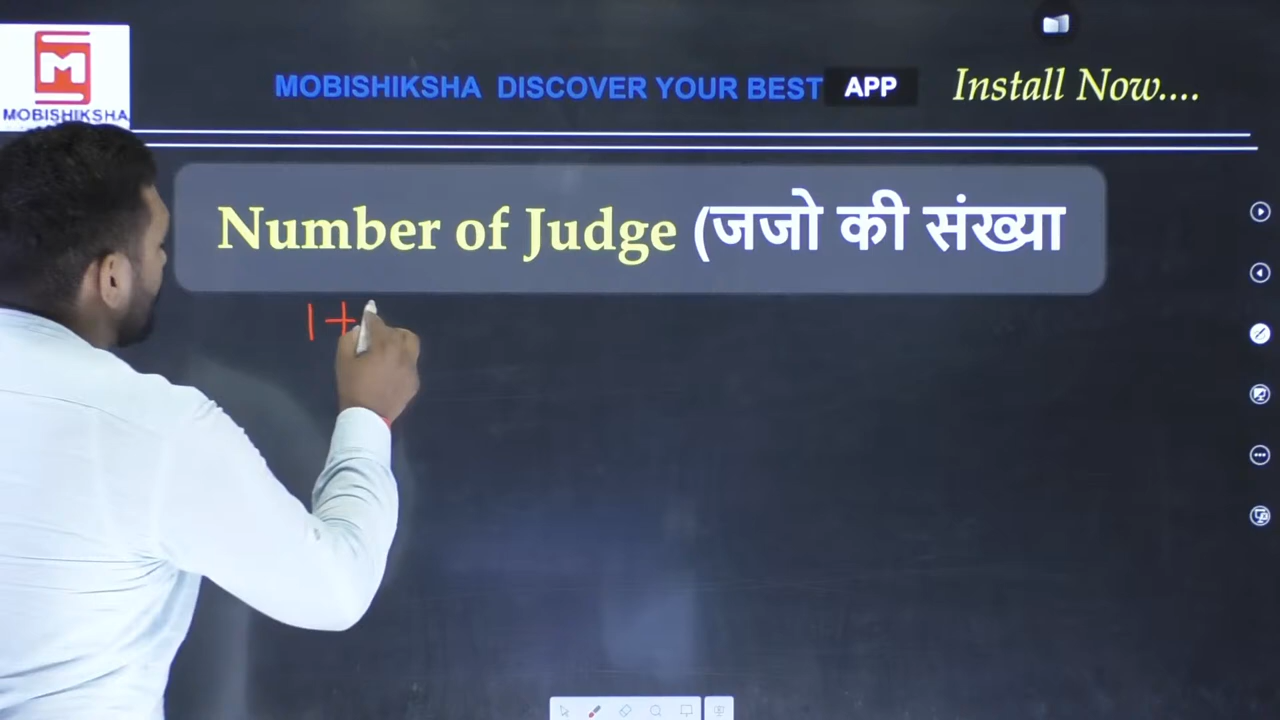 M
MOBISHIKSHA
MOBISHIKSHA DISCOVER YOUR BEST APP Install Now....
Number of Judge (जजो की संख्या
1+